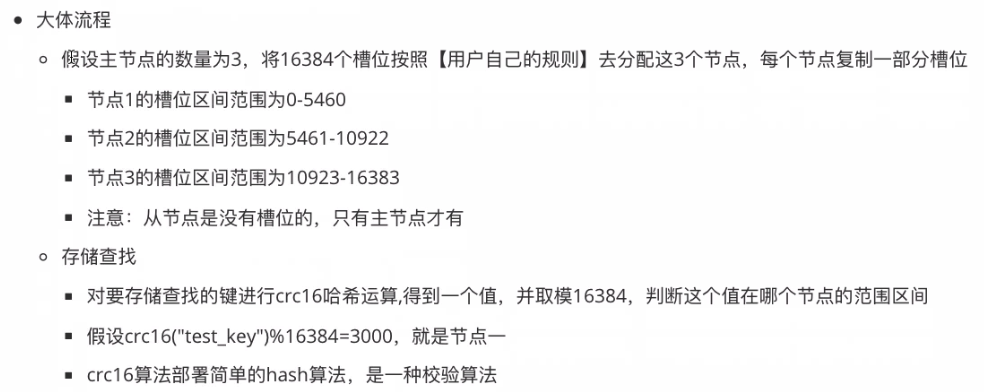 大体流程
假设主节点的数量为3，将16384个槽位按照【用户自己的规则】去分配这3个节点，每个节点复制一部分槽位
节点1的槽位区间范围为0-5460
节点2的槽位区间范围为5461-10922
节点3的槽位区间范围为10923-16383
注意：从节点是没有槽位的，只有主节点才有
存储查找
对要存储查找的键进行crc16哈希运算,得到一个值，并取模16384，判断这个值在哪个节点的范围区间
假设crc16("test_key")%16384=3000，就是节点一
crc16算法部署简单的hash算法，是一种校验算法